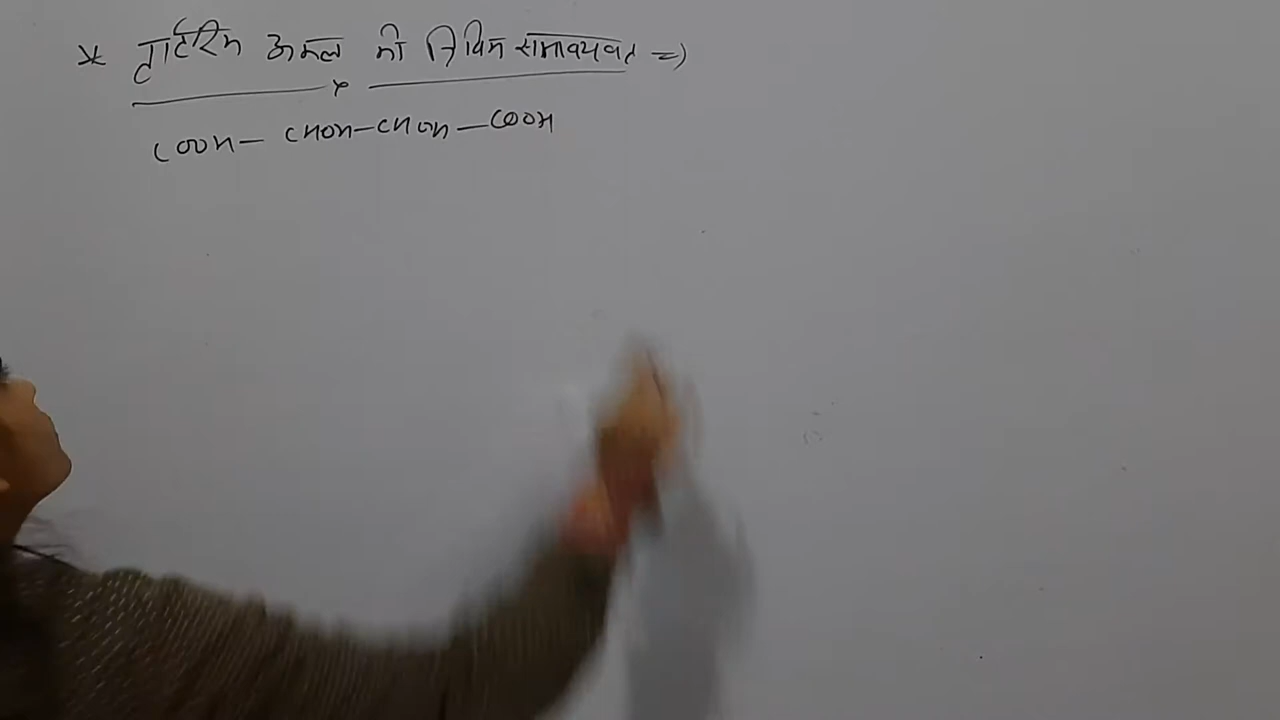 * टार्टरिक अम्ल की त्रिविम समावयवता =)
COOH - CHOH - CHOH - COOH